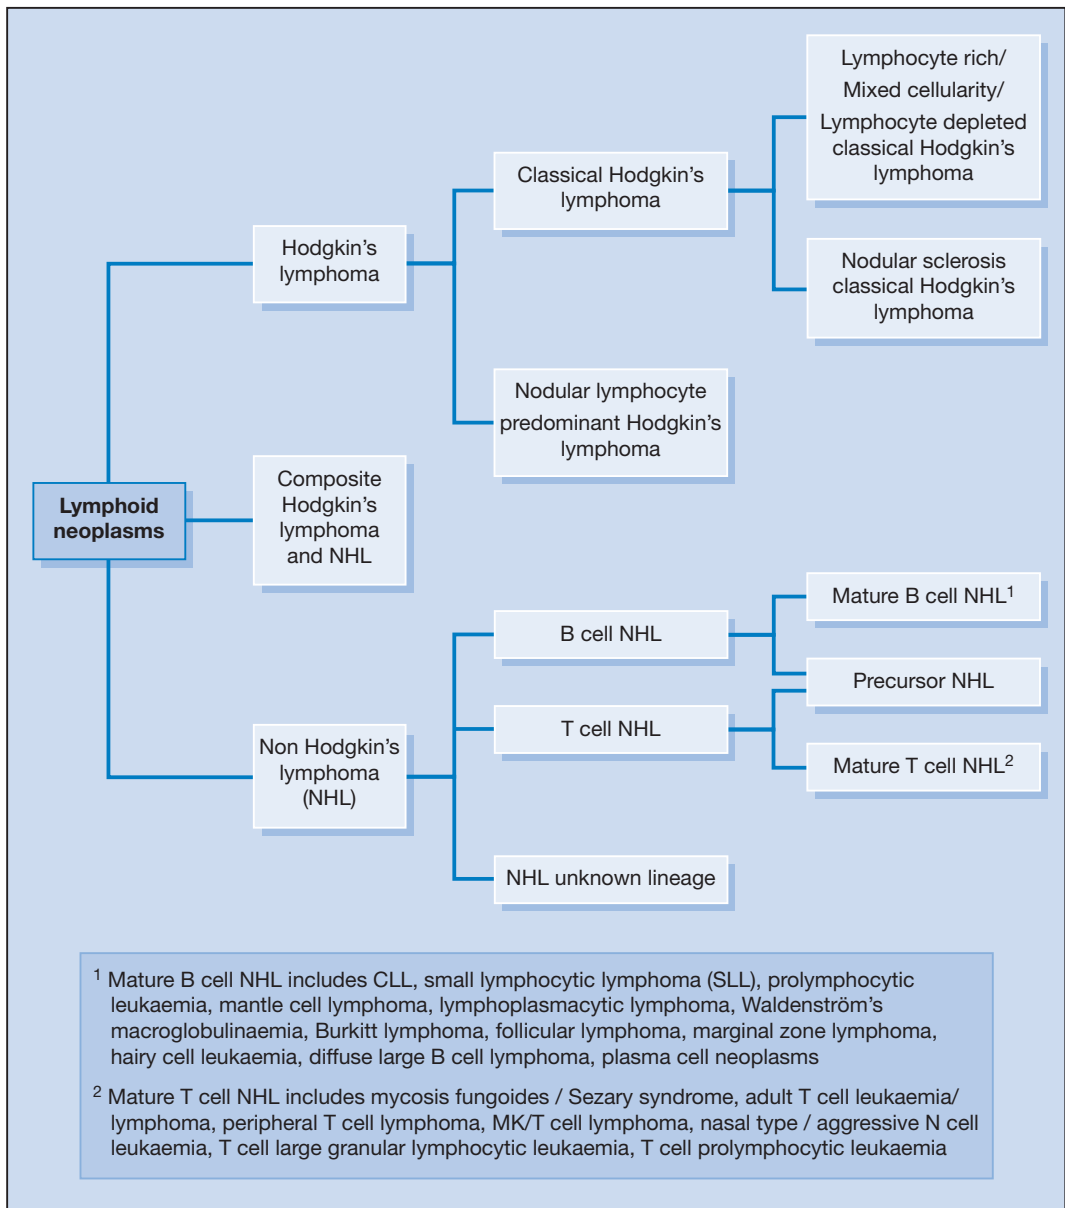 Lymphocyte rich/
Mixed cellularity/
Lymphocyte depleted
classical Hodgkin’s
lymphoma
Classical Hodgkin’s
lymphoma
Hodgkin’s
lymphoma
Nodular sclerosis
classical Hodgkin’s
lymphoma
Nodular lymphocyte
predominant Hodgkin’s
lymphoma
Composite
Hodgkin’s
lymphoma
and NHL
Lymphoid
neoplasms
Mature B cell NHL1
B cell NHL
Precursor NHL
T cell NHL
Non Hodgkin’s
lymphoma
(NHL)
Mature T cell NHL2
NHL unknown lineage
1 Mature B cell NHL includes CLL, small lymphocytic lymphoma (SLL), prolymphocytic
leukaemia, mantle cell lymphoma, lymphoplasmacytic lymphoma, Waldenström’s
macroglobulinaemia, Burkitt lymphoma, follicular lymphoma, marginal zone lymphoma,
hairy cell leukaemia, diffuse large B cell lymphoma, plasma cell neoplasms
2 Mature T cell NHL includes mycosis fungoides / Sezary syndrome, adult T cell leukaemia/
lymphoma, peripheral T cell lymphoma, MK/T cell lymphoma, nasal type / aggressive N cell
leukaemia, T cell large granular lymphocytic leukaemia, T cell prolymphocytic leukaemia